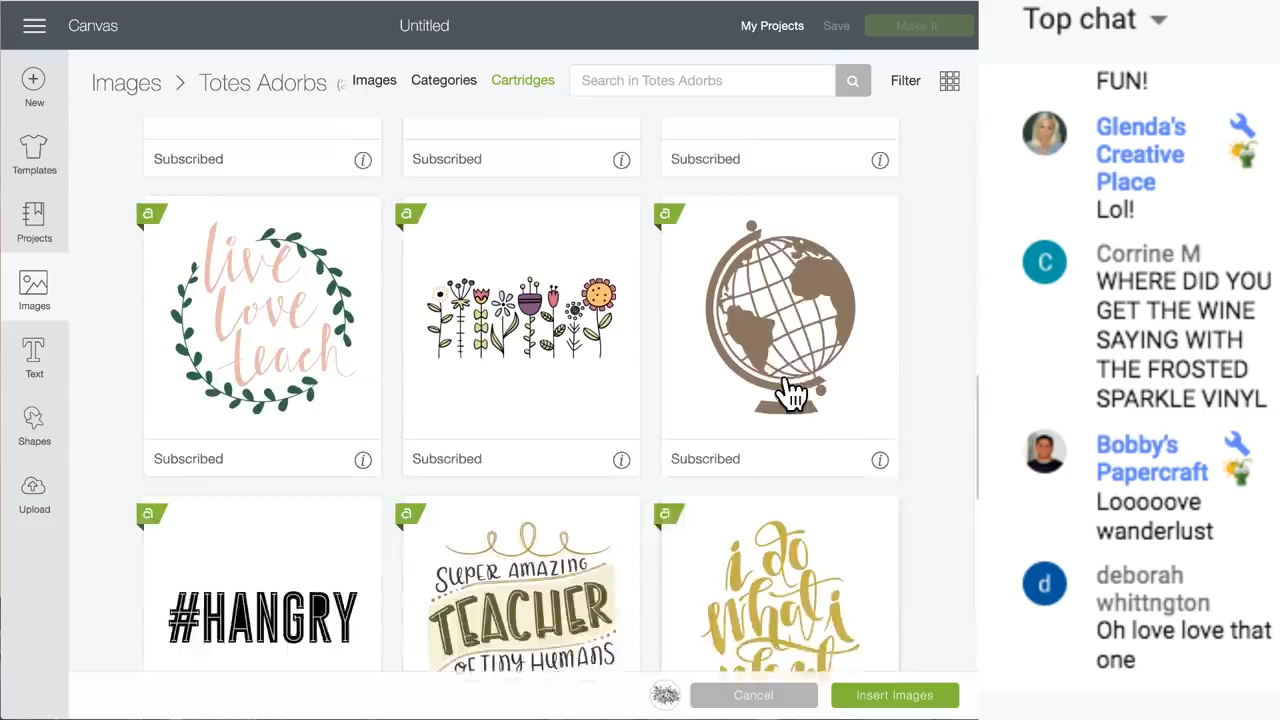 Canvas
Untitled
My Projects
Save
Make It
Top chat
New
Templates
Projects
Images
Text
Shapes
Upload
Images > Totes Adorbs (2
Images
Categories
Cartridges
Search in Totes Adorbs
Filter
Subscribed
Subscribed
Subscribed
a
a
a
live
love
teach
Subscribed
Subscribed
Subscribed
a
a
a
#HANGRY
SUPER AMAZING
TEACHER
OF TINY HUMANS
i do
what i
want
Cancel
Insert Images
FUN!
Glenda's
Creative
Place
Lol!
C
Corrine M
WHERE DID YOU
GET THE WINE
SAYING WITH
THE FROSTED
SPARKLE VINYL
Bobby's
Papercraft
Looooove
wanderlust
d
deborah
whittngton
Oh love love that
one